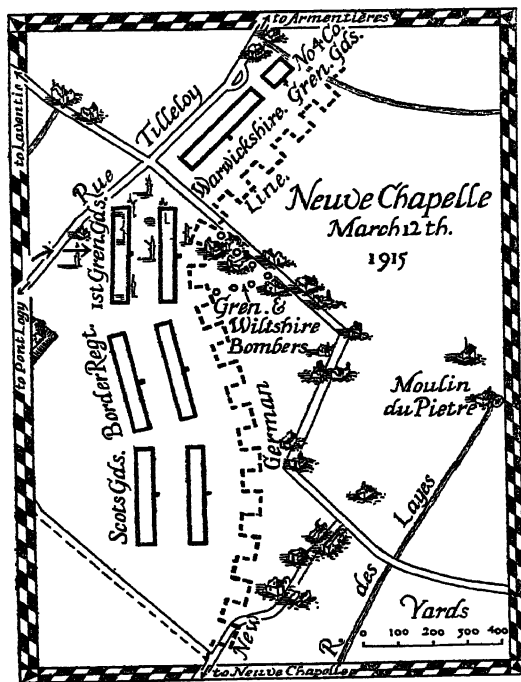 to Armentières
No 4 Co.
Gren. Gds.
to Laventie
Rue Tilleloy
Warwickshire.
Neuve Chapelle
March 12th.
1915
1st Gren. Gds.
Gren. &
Wiltshire
Bombers
to Pont Logy
Border Regt.
Moulin
du Pietre
Scots Gds.
New German Line.
R. des Layes
Yards
0 100 200 300 400
to Neuve Chapelle